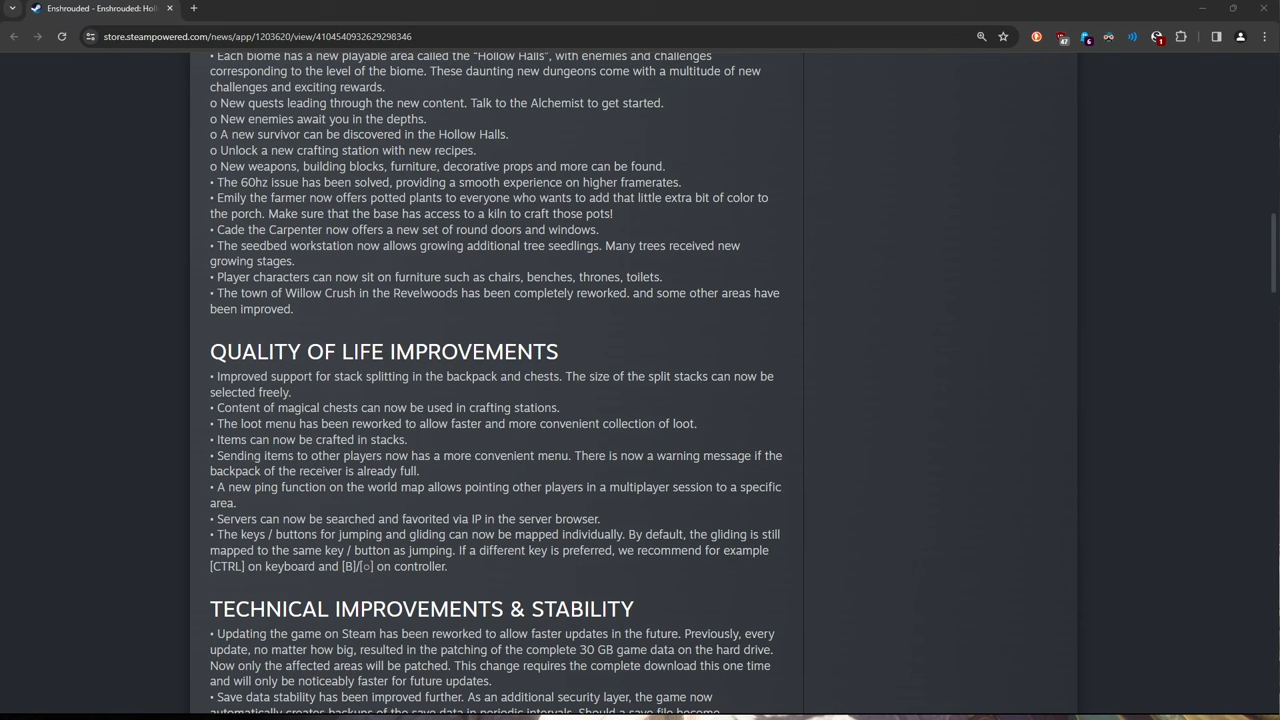 Enshrouded - Enshrouded: Holl
store.steampowered.com/news/app/1203620/view/4104540932629298346
47
6
1
• Each biome has a new playable area called the "Hollow Halls", with enemies and challenges
corresponding to the level of the biome. These daunting new dungeons come with a multitude of new
challenges and exciting rewards.
o New quests leading through the new content. Talk to the Alchemist to get started.
o New enemies await you in the depths.
o A new survivor can be discovered in the Hollow Halls.
o Unlock a new crafting station with new recipes.
o New weapons, building blocks, furniture, decorative props and more can be found.
• The 60hz issue has been solved, providing a smooth experience on higher framerates.
• Emily the farmer now offers potted plants to everyone who wants to add that little extra bit of color to
the porch. Make sure that the base has access to a kiln to craft those pots!
• Cade the Carpenter now offers a new set of round doors and windows.
• The seedbed workstation now allows growing additional tree seedlings. Many trees received new
growing stages.
• Player characters can now sit on furniture such as chairs, benches, thrones, toilets.
• The town of Willow Crush in the Revelwoods has been completely reworked. and some other areas have
been improved.
QUALITY OF LIFE IMPROVEMENTS
• Improved support for stack splitting in the backpack and chests. The size of the split stacks can now be
selected freely.
• Content of magical chests can now be used in crafting stations.
• The loot menu has been reworked to allow faster and more convenient collection of loot.
• Items can now be crafted in stacks.
• Sending items to other players now has a more convenient menu. There is now a warning message if the
backpack of the receiver is already full.
• A new ping function on the world map allows pointing other players in a multiplayer session to a specific
area.
• Servers can now be searched and favorited via IP in the server browser.
• The keys / buttons for jumping and gliding can now be mapped individually. By default, the gliding is still
mapped to the same key / button as jumping. If a different key is preferred, we recommend for example
[CTRL] on keyboard and [B]/[○] on controller.
TECHNICAL IMPROVEMENTS & STABILITY
• Updating the game on Steam has been reworked to allow faster updates in the future. Previously, every
update, no matter how big, resulted in the patching of the complete 30 GB game data on the hard drive.
Now only the affected areas will be patched. This change requires the complete download this one time
and will only be noticeably faster for future updates.
• Save data stability has been improved further. As an additional security layer, the game now
automatically creates backups of the save data in periodic intervals. Should a save file become